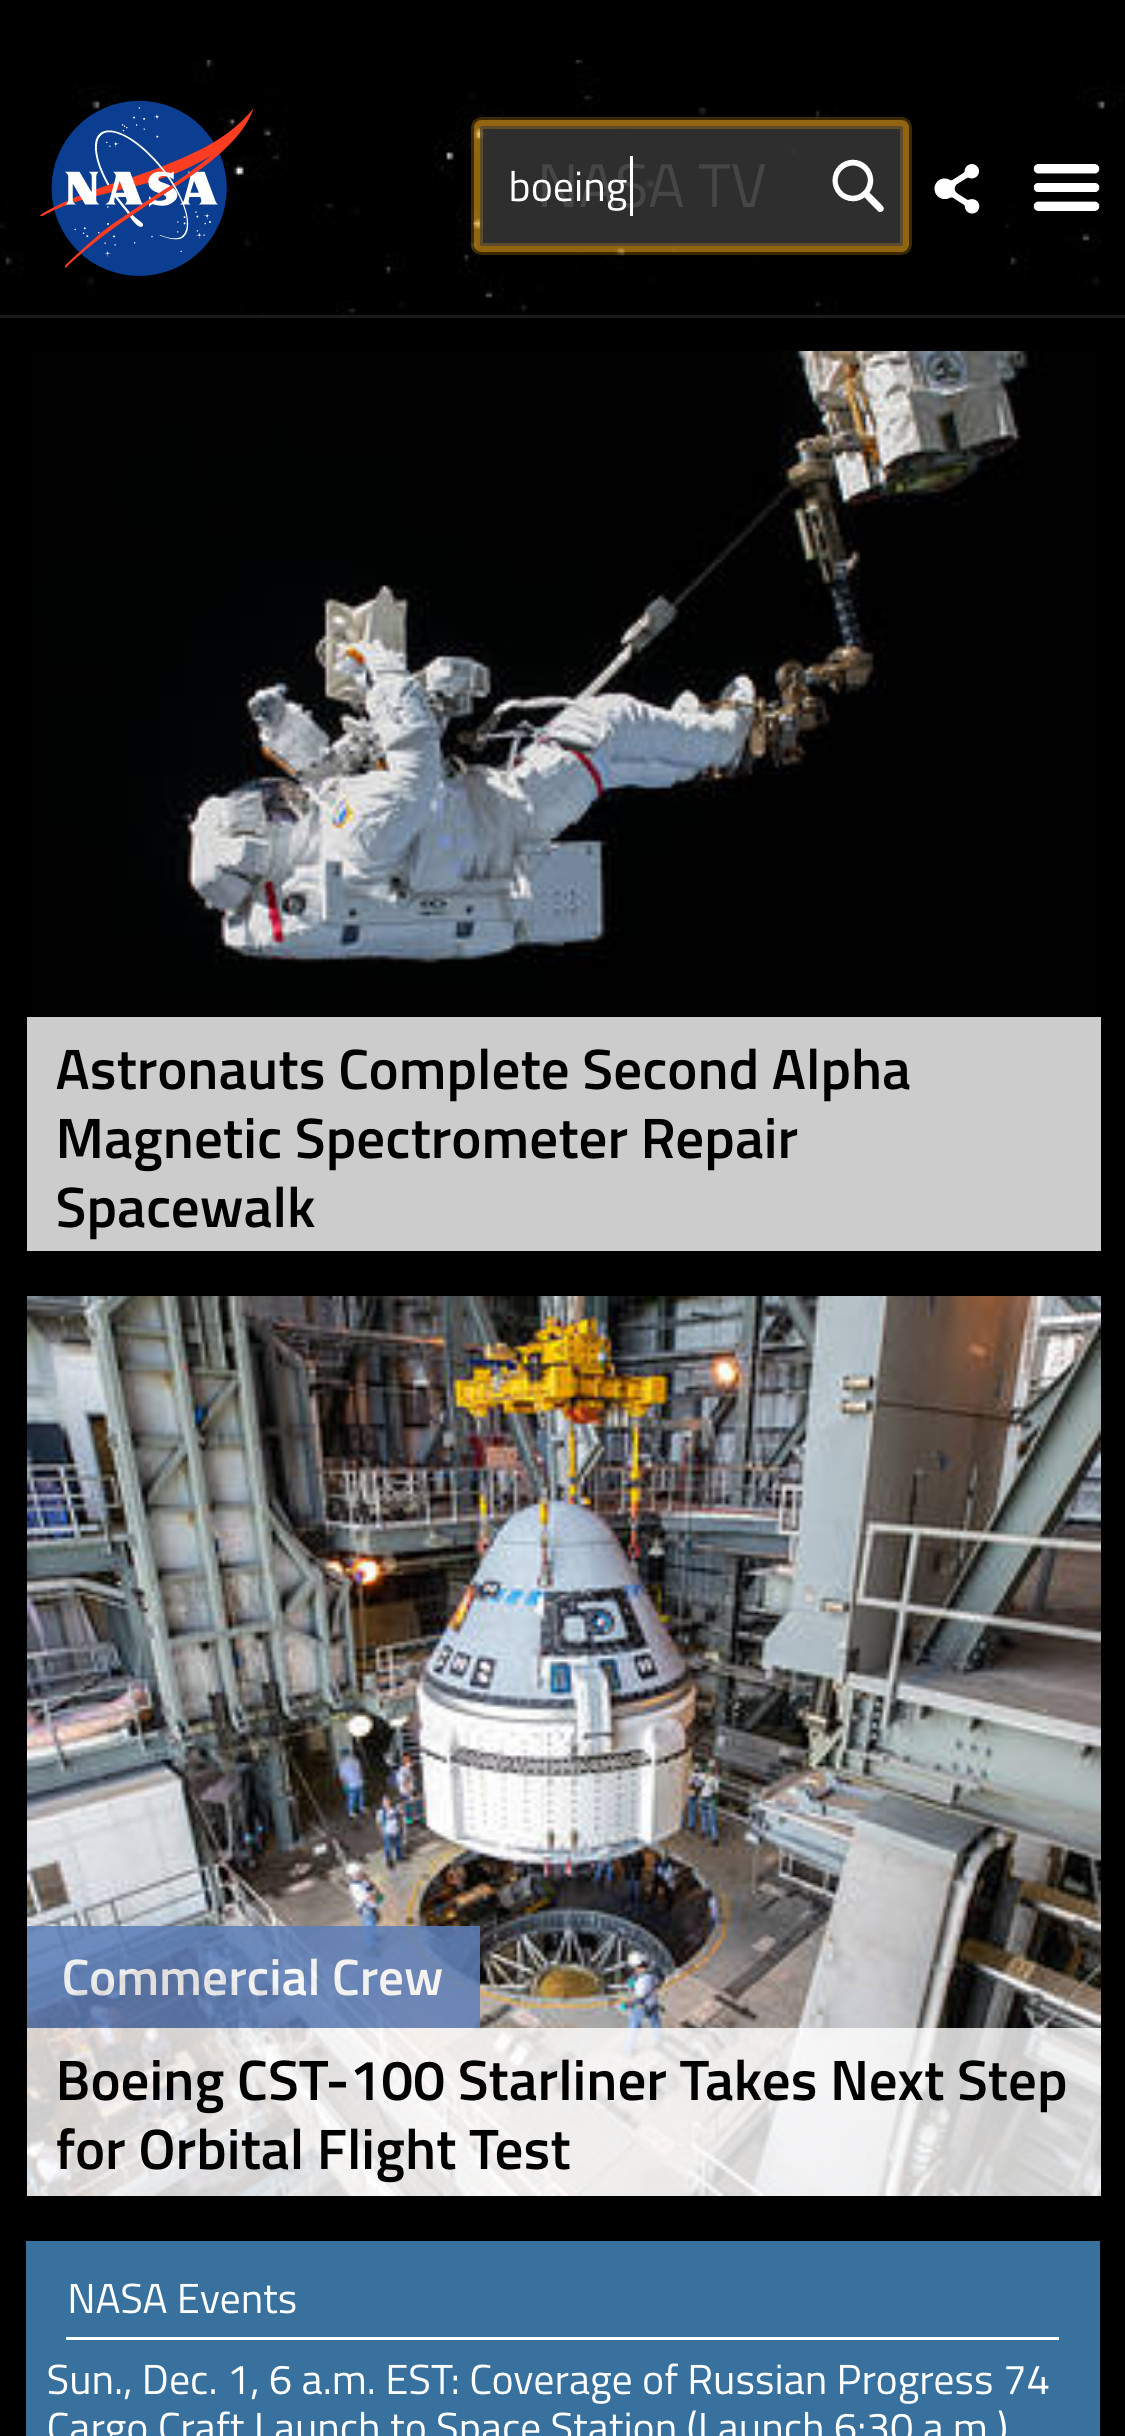 NASA
boeing
NASA TV
Astronauts Complete Second Alpha
Magnetic Spectrometer Repair
Spacewalk
Commercial Crew
Boeing CST-100 Starliner Takes Next Step
for Orbital Flight Test
NASA Events
Sun., Dec. 1, 6 a.m. EST: Coverage of Russian Progress 74
Cargo Craft Launch to Space Station (Launch 6:30 a.m.)